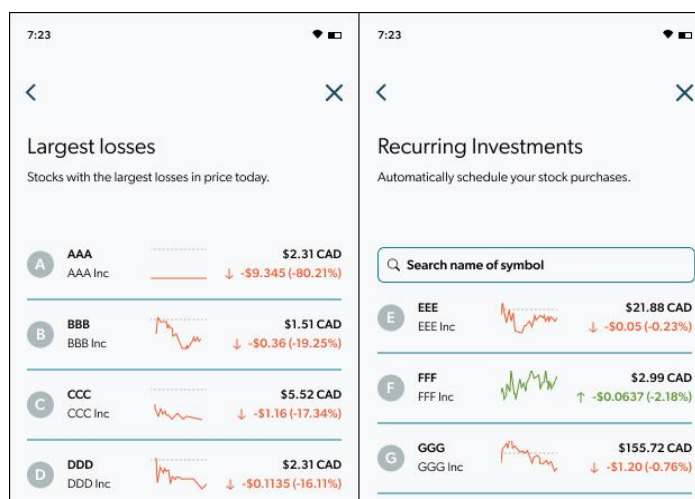 7:23
Largest losses
Stocks with the largest losses in price today.
A
AAA
$2.31 CAD
AAA Inc
↓ -$9.345 (-80.21%)
B
BBB
$1.51 CAD
BBB Inc
↓ -$0.36 (-19.25%)
C
CCC
$5.52 CAD
CCC Inc
↓ -$1.16 (-17.34%)
D
DDD
$2.31 CAD
DDD Inc
↓ -$0.1135 (-16.11%)
7:23
Recurring Investments
Automatically schedule your stock purchases.
Search name of symbol
E
EEE
$21.88 CAD
EEE Inc
↓ -$0.05 (-0.23%)
F
FFF
$2.99 CAD
FFF Inc
↑ -$0.0637 (-2.18%)
G
GGG
$155.72 CAD
GGG Inc
↓ -$1.20 (-0.76%)